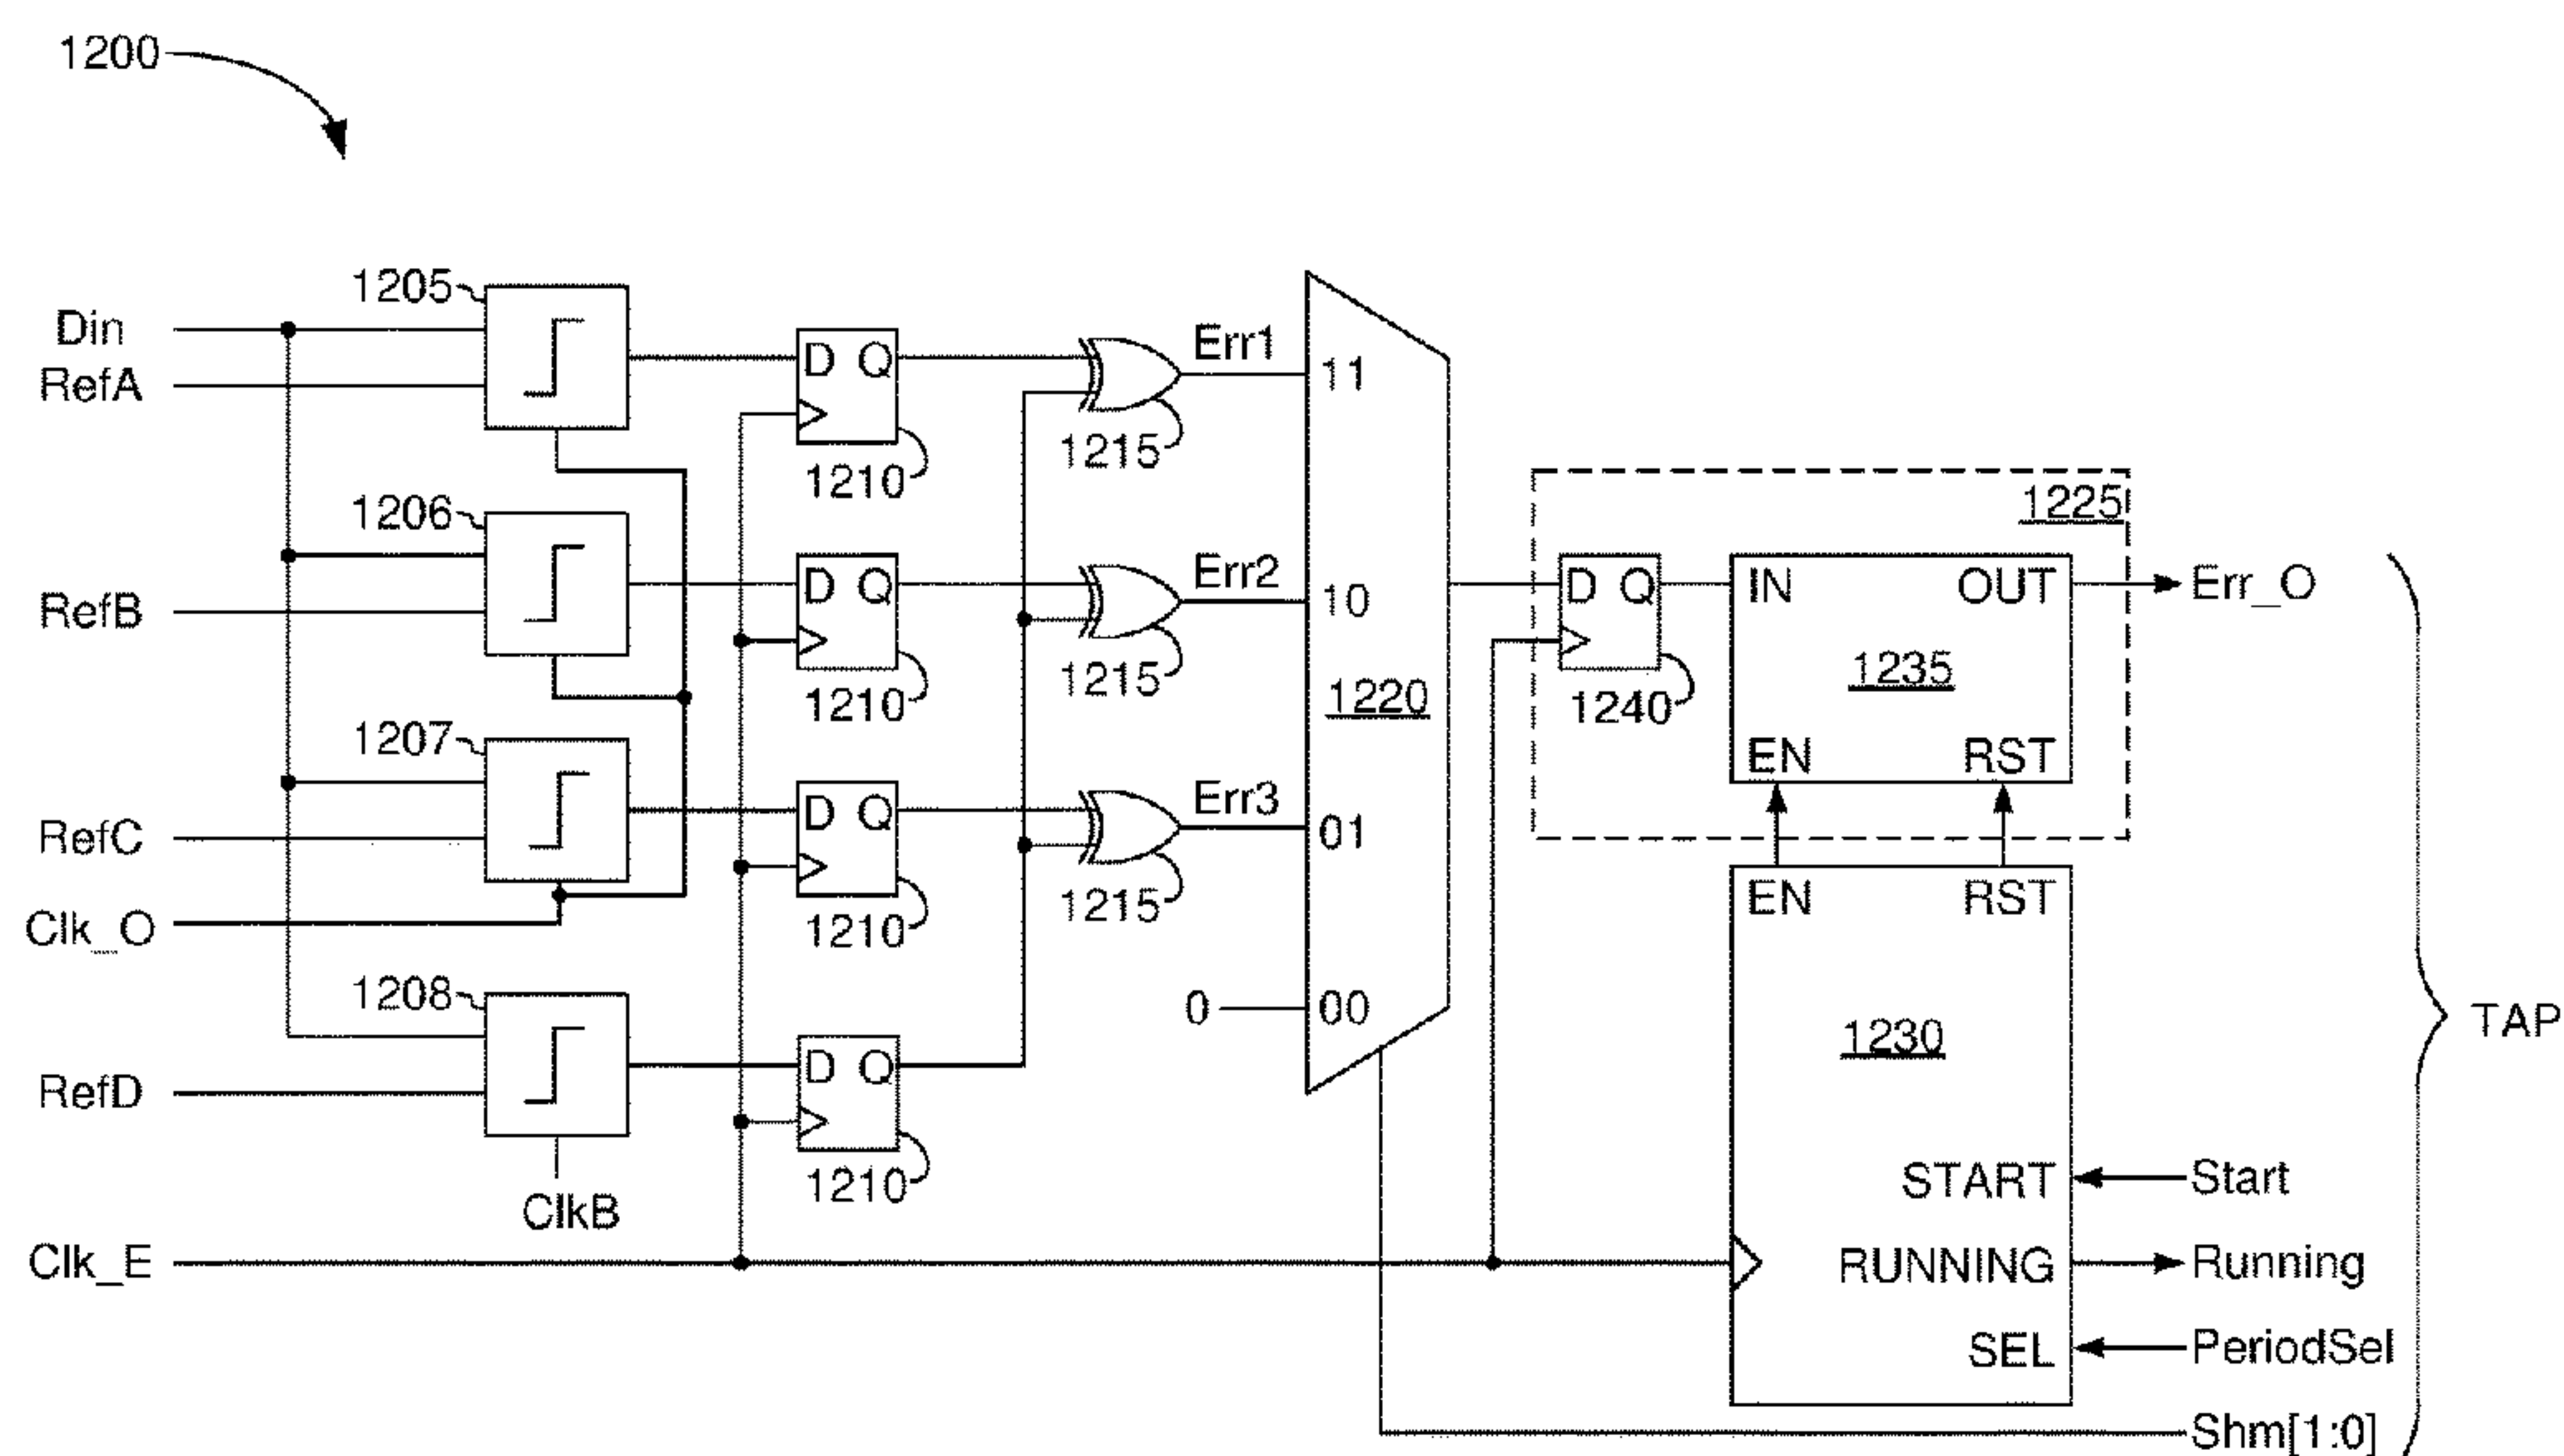 1200
1205
Din
RefA
D Q
1210
Err1
1215
11
1206
RefB
D Q
1210
Err2
1215
10
1220
1225
D Q
1240
IN OUT
1235
EN RST
Err_O
1207
RefC
D Q
1210
Err3
1215
01
Clk_O
1208
RefD
D Q
1210
ClkB
0
00
Clk_E
EN RST
1230
START
Start
RUNNING
Running
SEL
PeriodSel
Shm[1:0]
TAP